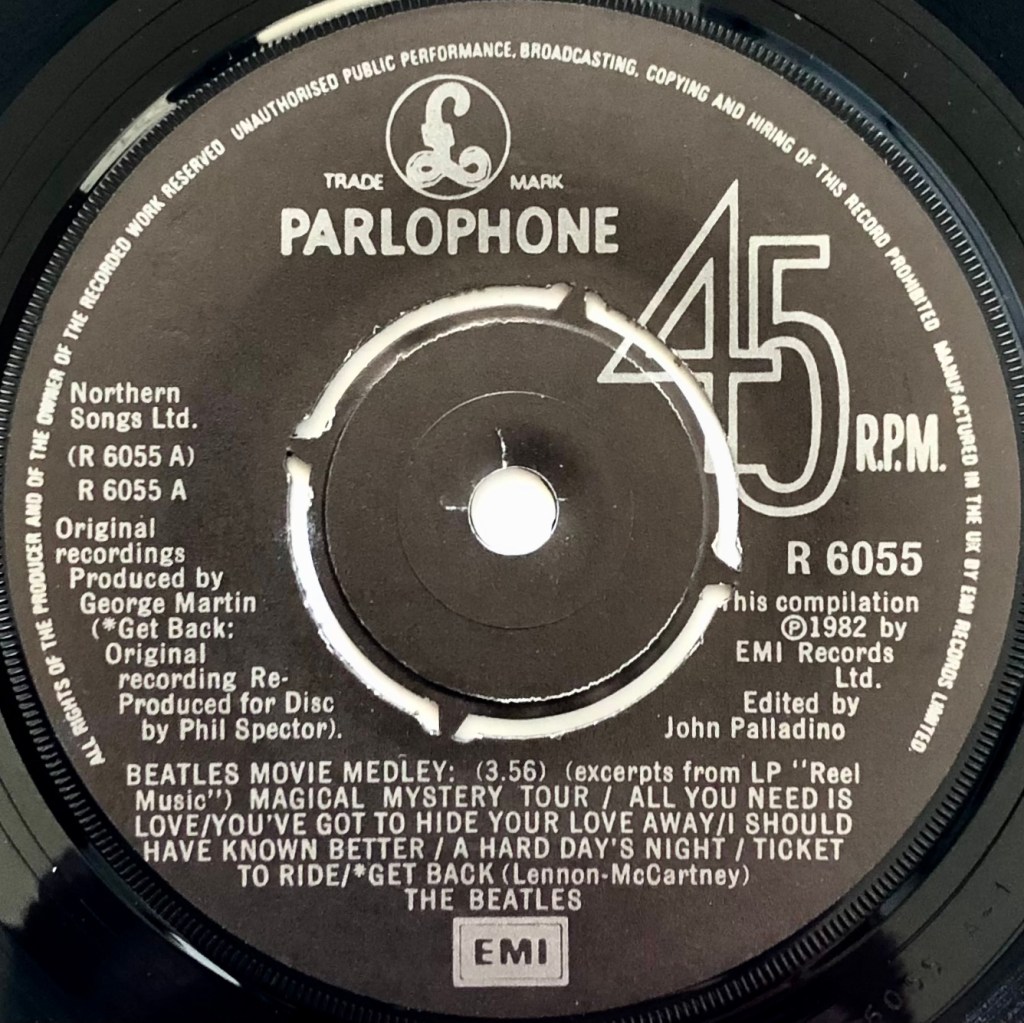 ALL RIGHTS OF THE PRODUCER AND OF THE OWNER OF THE RECORDED WORK RESERVED UNAUTHORISED PUBLIC PERFORMANCE, BROADCASTING, COPYING AND HIRING OF THIS RECORD PROHIBITED MANUFACTURED IN THE UK BY EMI RECORDS LIMITED.
£
TRADE MARK
PARLOPHONE
45
R.P.M.
Northern
Songs Ltd.
(R 6055 A)
R 6055 A
Original
recordings
Produced by
George Martin
(*Get Back:
Original
recording Re-
Produced for Disc
by Phil Spector).
R 6055
his compilation
℗1982 by
EMI Records
Ltd.
Edited by
John Palladino
BEATLES MOVIE MEDLEY: (3.56) (excerpts from LP "Reel
Music") MAGICAL MYSTERY TOUR / ALL YOU NEED IS
LOVE/YOU'VE GOT TO HIDE YOUR LOVE AWAY/I SHOULD
HAVE KNOWN BETTER / A HARD DAY'S NIGHT / TICKET
TO RIDE/*GET BACK (Lennon-McCartney)
THE BEATLES
EMI